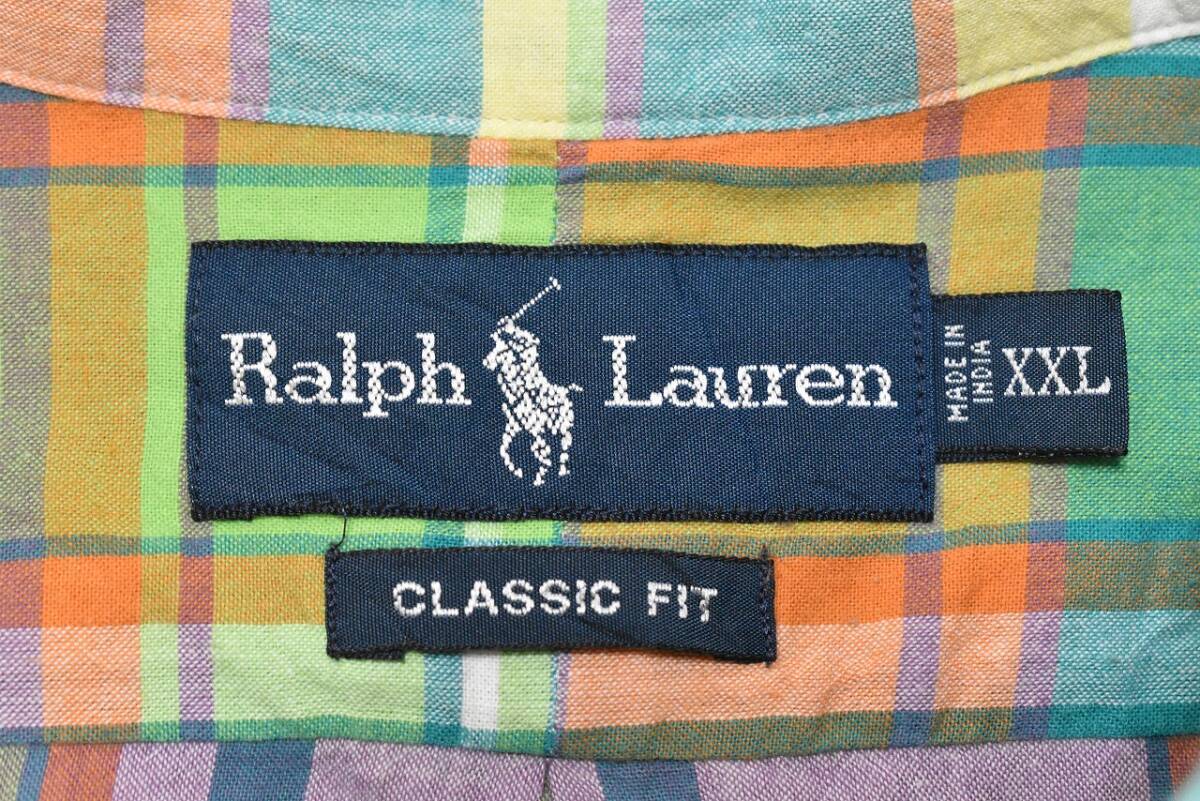 Ralph Lauren
MADE IN
INDIA
XXL
CLASSIC FIT